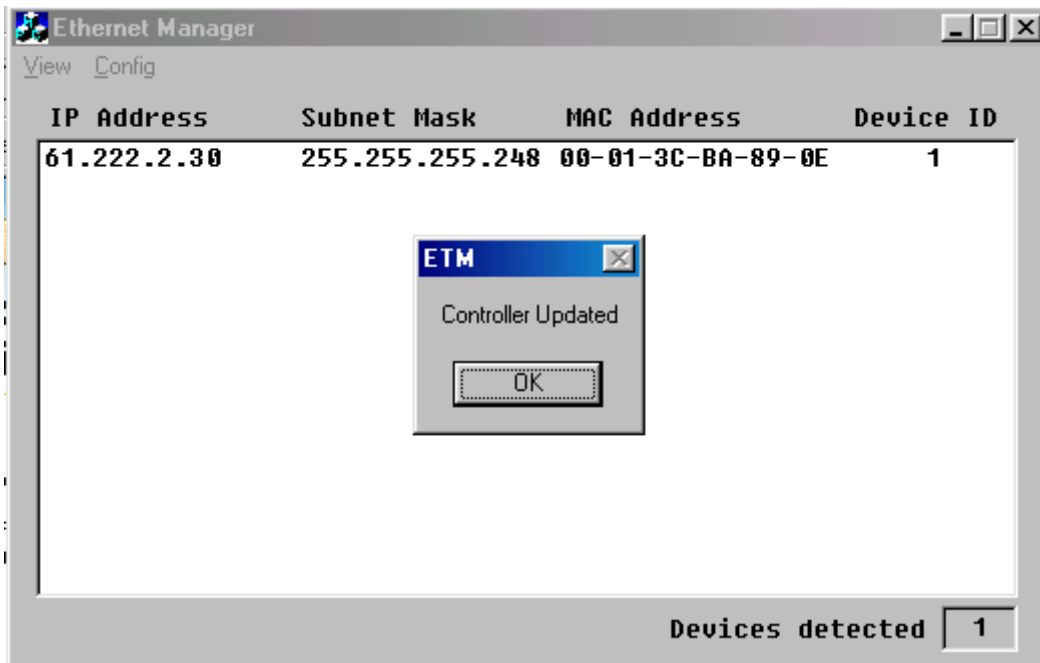 Ethernet Manager
View Config
IP Address Subnet Mask MAC Address Device ID
61.222.2.30 255.255.255.248 00-01-3C-BA-89-0E 1
ETM
Controller Updated
OK
Devices detected 1